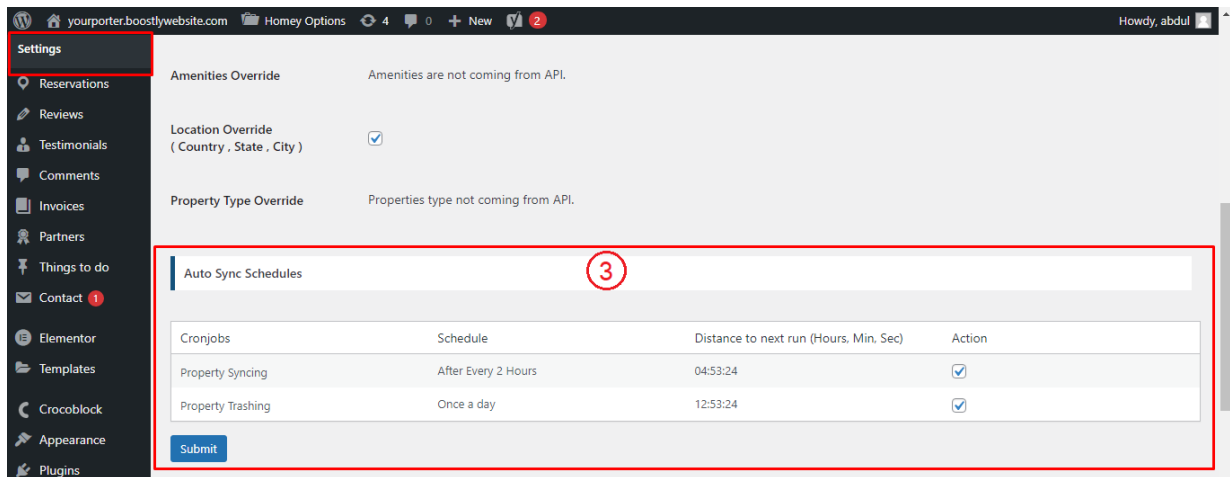 yourporter.boostlywebsite.com Homey Options 4 0 New 2 Howdy, abdul
Settings
Reservations
Reviews
Testimonials
Comments
Invoices
Partners
Things to do
Contact 1
Elementor
Templates
Crocoblock
Appearance
Plugins
Amenities Override Amenities are not coming from API.
Location Override
( Country , State , City )
Property Type Override Properties type not coming from API.
Auto Sync Schedules 3
Cronjobs Schedule Distance to next run (Hours, Min, Sec) Action
Property Syncing After Every 2 Hours 04:53:24
Property Trashing Once a day 12:53:24
Submit